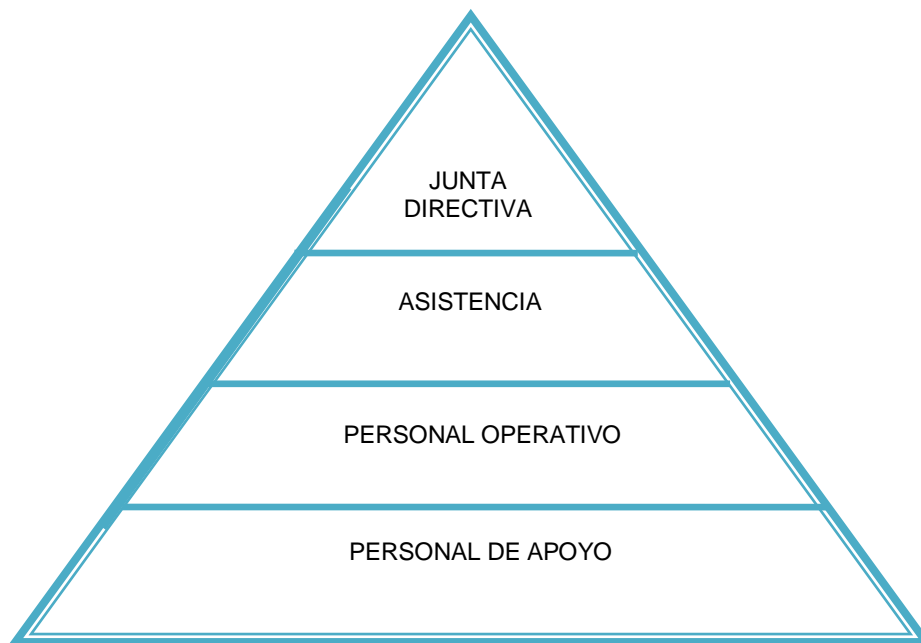 JUNTA
DIRECTIVA
ASISTENCIA
PERSONAL OPERATIVO
PERSONAL DE APOYO